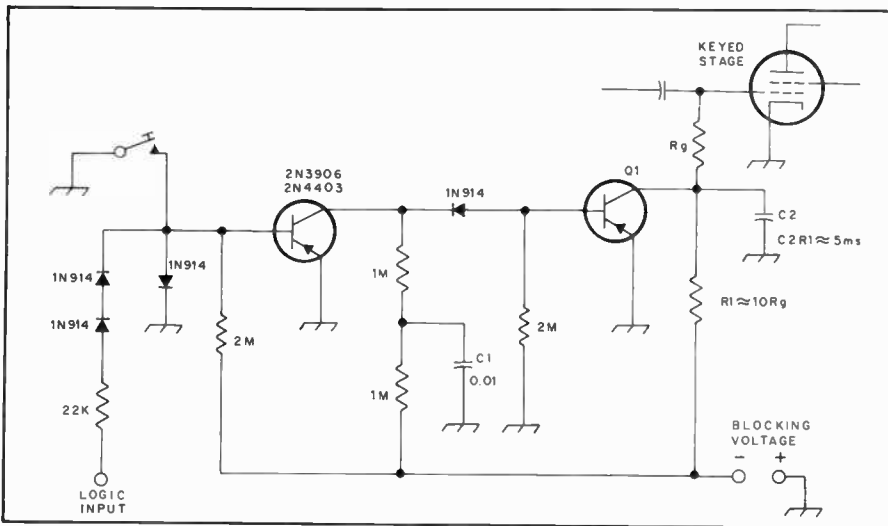 KEYED
STAGE
Rg
2N3906
2N4403
1N914
Q1
C2
C2R1≈5ms
1N914
1N914
1N914
1M
R1≈10Rg
2M
2M
C1
0.01
1M
22K
BLOCKING
VOLTAGE
- +
LOGIC
INPUT